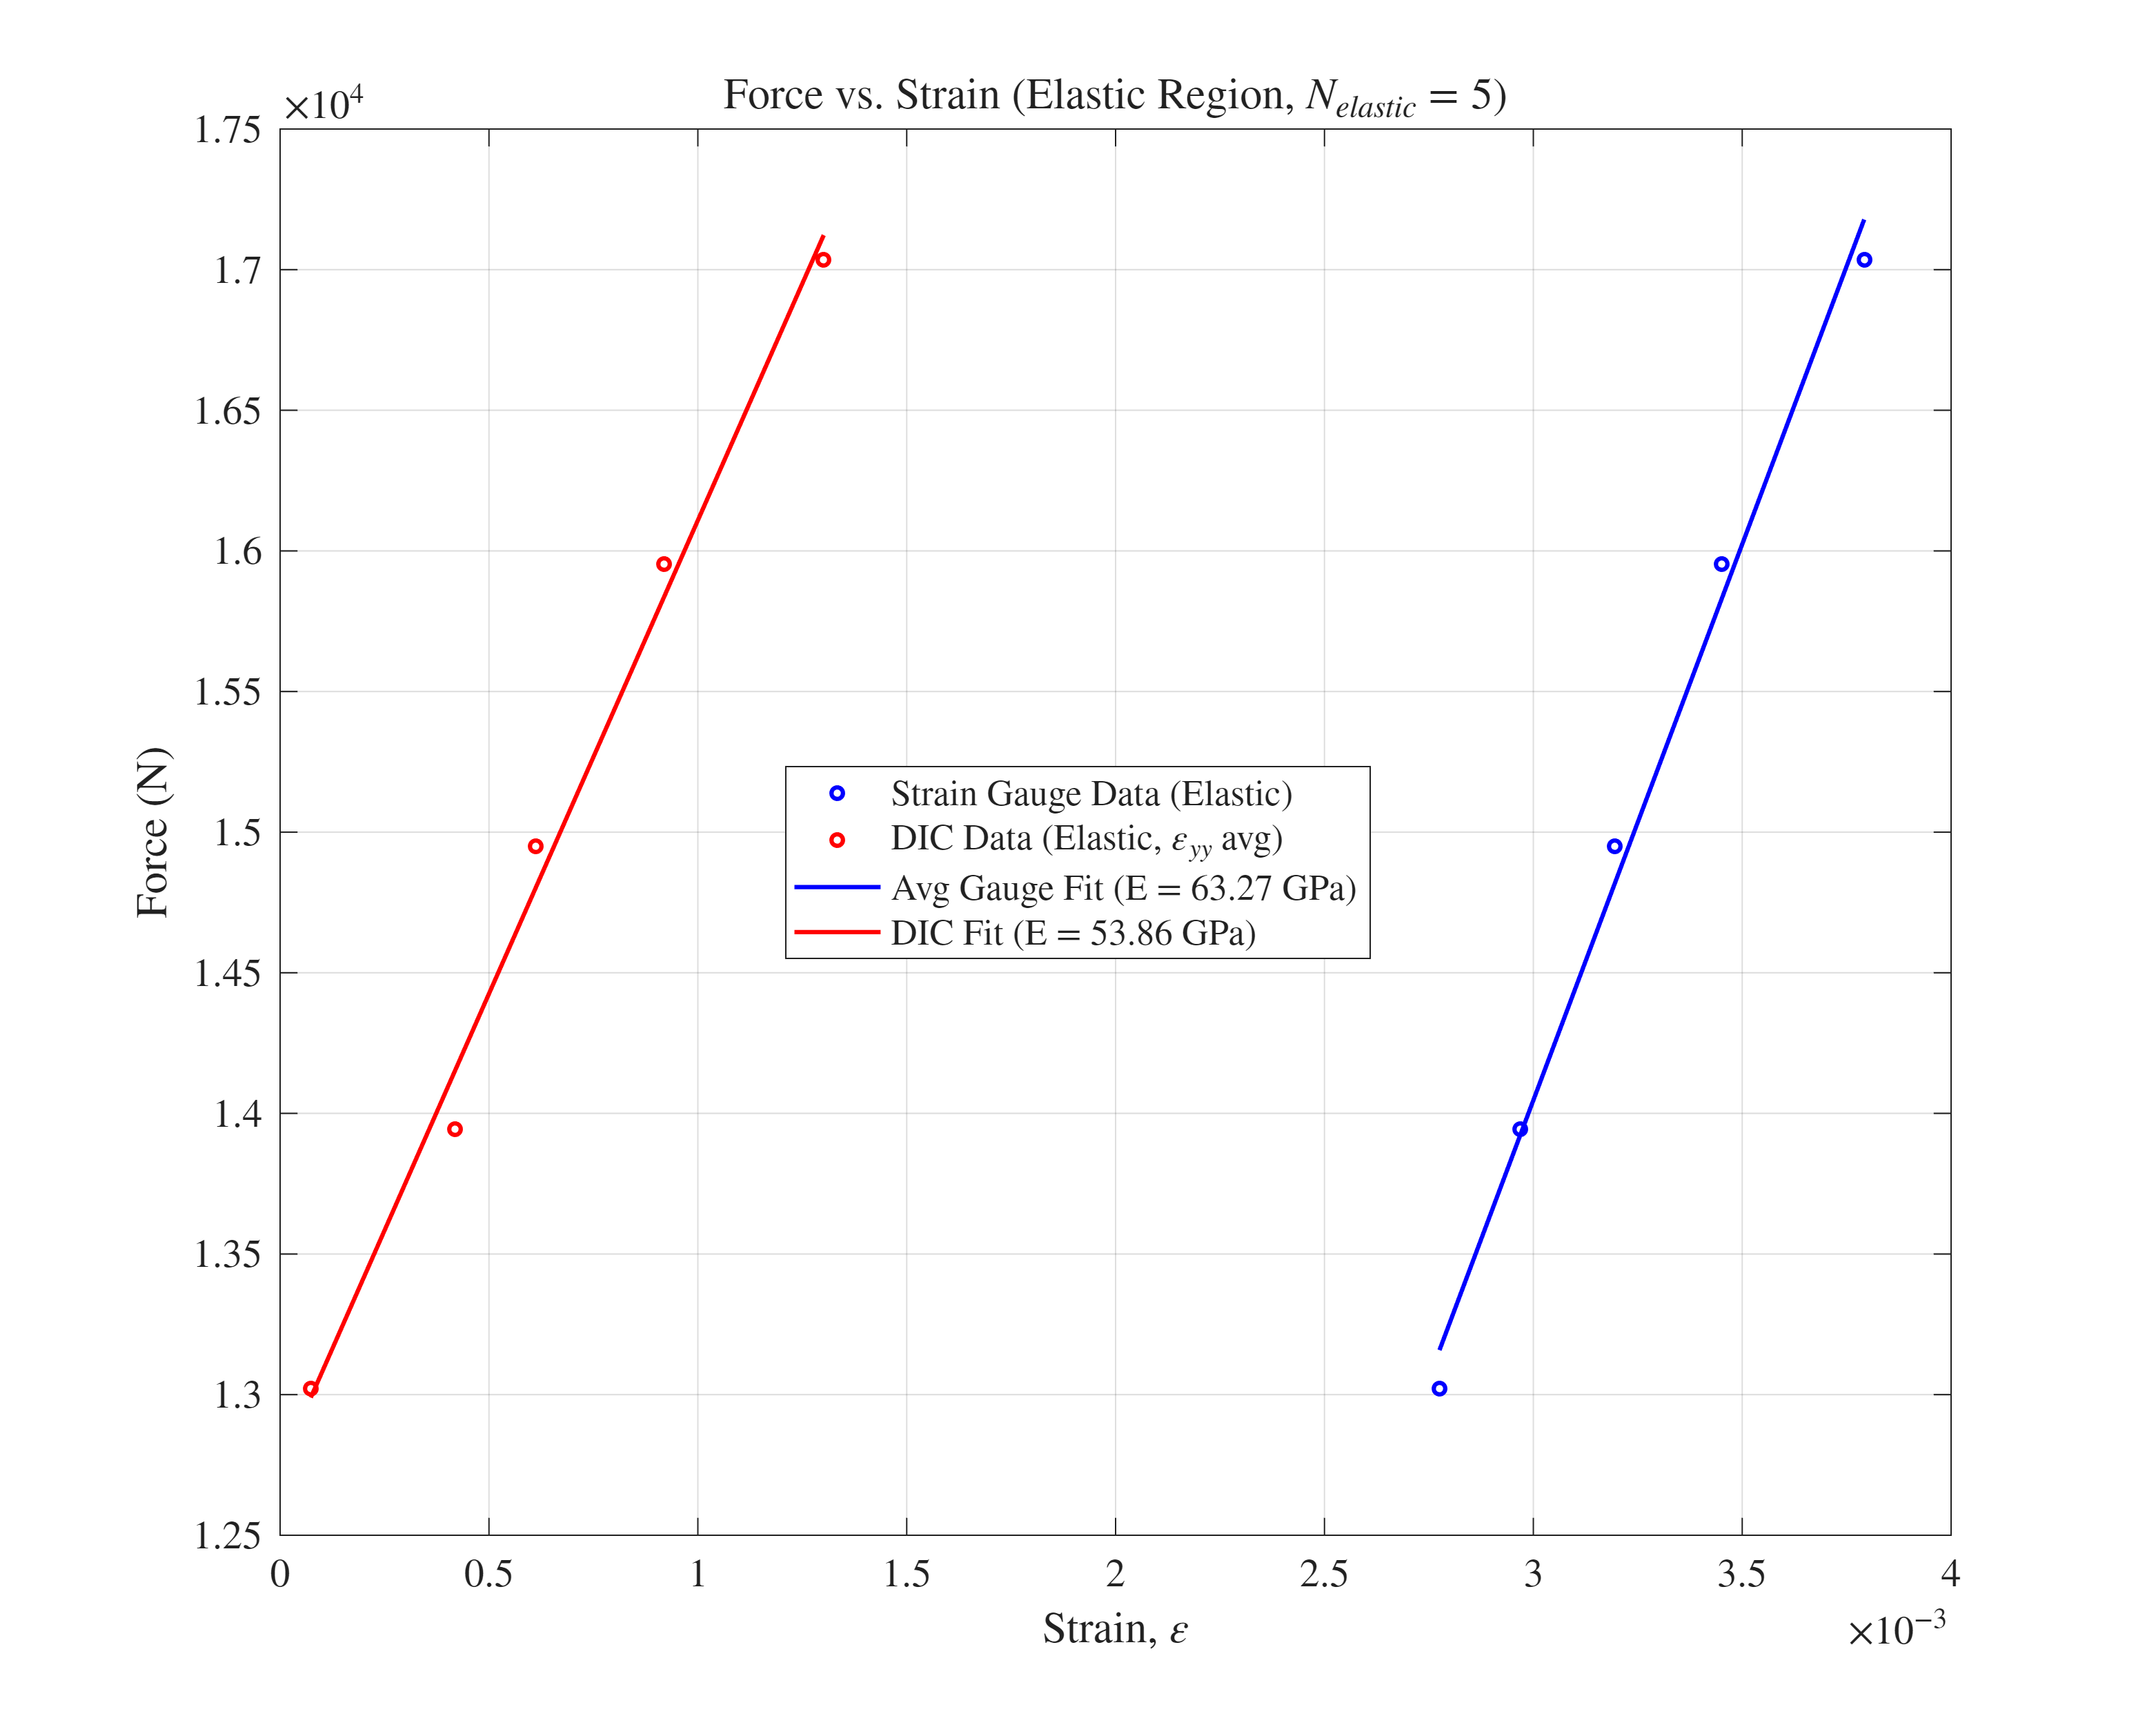 Force vs. Strain (Elastic Region, N_elastic = 5)
×10⁴
1.75
1.7
1.65
1.6
1.55
1.5
1.45
1.4
1.35
1.3
1.25
Force (N)
Strain Gauge Data (Elastic)
DIC Data (Elastic, ε_yy avg)
Avg Gauge Fit (E = 63.27 GPa)
DIC Fit (E = 53.86 GPa)
0 0.5 1 1.5 2 2.5 3 3.5 4
Strain, ε
×10⁻³